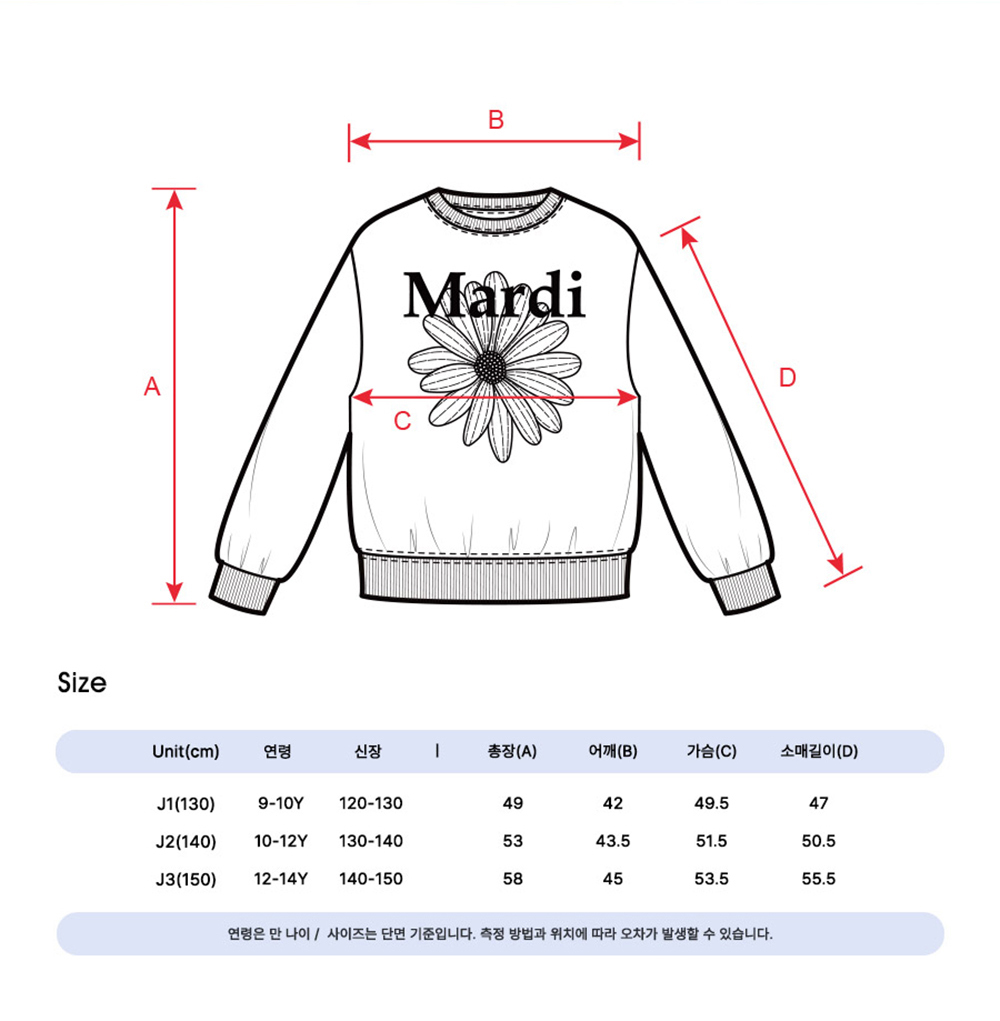 B
A
Mardi
D
C
Size
Unit(cm) 연령 신장 | 총장(A) 어깨(B) 가슴(C) 소매길이(D)
J1(130) 9-10Y 120-130 49 42 49.5 47
J2(140) 10-12Y 130-140 53 43.5 51.5 50.5
J3(150) 12-14Y 140-150 58 45 53.5 55.5
연령은 만 나이 / 사이즈는 단면 기준입니다. 측정 방법과 위치에 따라 오차가 발생할 수 있습니다.